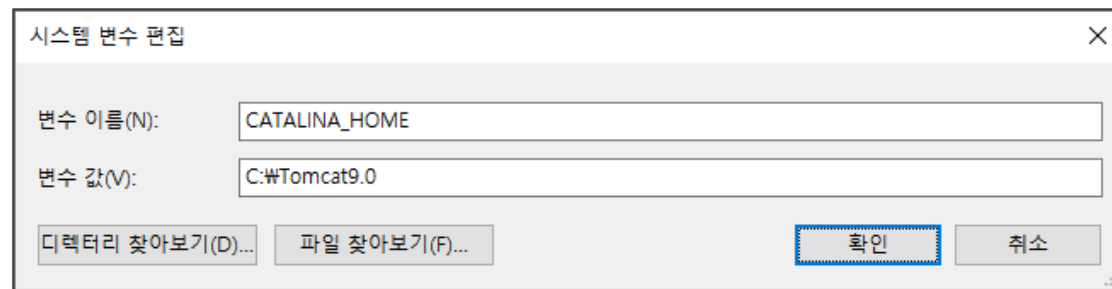 시스템 변수 편집
변수 이름(N):
CATALINA_HOME
변수 값(V):
C:₩Tomcat9.0
디렉터리 찾아보기(D)...
파일 찾아보기(F)...
확인
취소